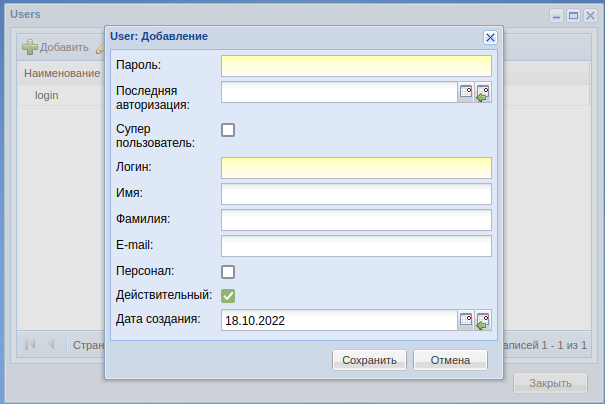 Users
User: Добавление
Добавить
Наименование
login
Пароль:
Последняя
авторизация:
Супер
пользователь:
Логин:
Имя:
Фамилия:
E-mail:
Персонал:
Действительный:
Дата создания:
18.10.2022
Сохранить
Отмена
Стран
аписей 1 - 1 из 1
Закрыть